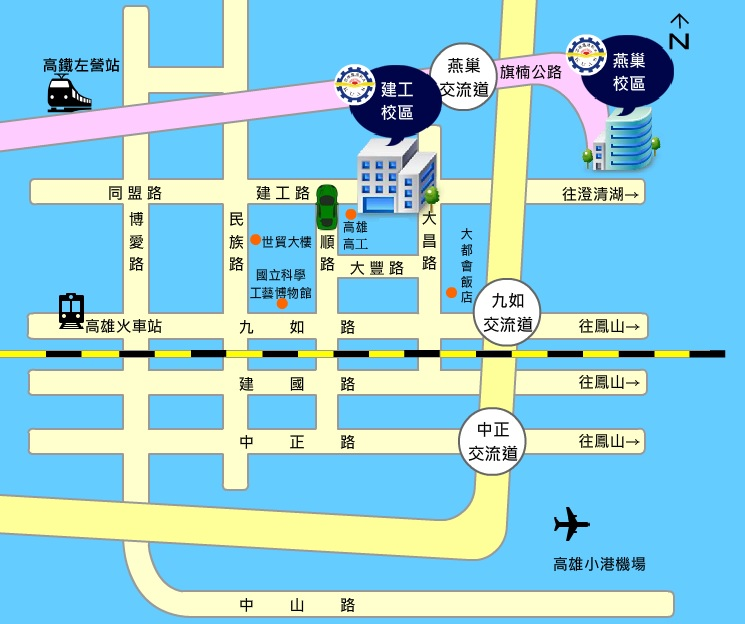 N
高鐵左營站
建工
校區
燕巢
交流道
旗楠公路
燕巢
校區
同盟路
建工路
往澄清湖→
博愛路
民族路
順路
大昌路
世貿大樓
高雄
高工
大都會飯店
大豐路
國立科學
工藝博物館
高雄火車站
九如路
九如
交流道
往鳳山→
建國路
往鳳山→
中正路
中正
交流道
往鳳山→
高雄小港機場
中山路